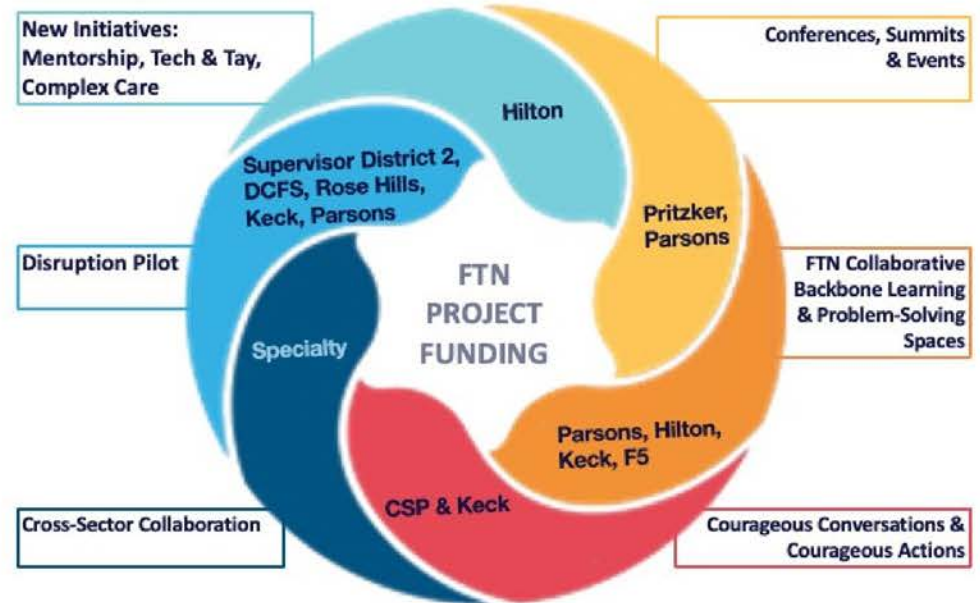 New Initiatives:
Mentorship, Tech & Tay,
Complex Care
Conferences, Summits
& Events
Hilton
Supervisor District 2,
DCFS, Rose Hills,
Keck, Parsons
Pritzker,
Parsons
Disruption Pilot
FTN
PROJECT
FUNDING
FTN Collaborative
Backbone Learning
& Problem-Solving
Spaces
Specialty
Parsons, Hilton,
Keck, F5
CSP & Keck
Cross-Sector Collaboration
Courageous Conversations &
Courageous Actions